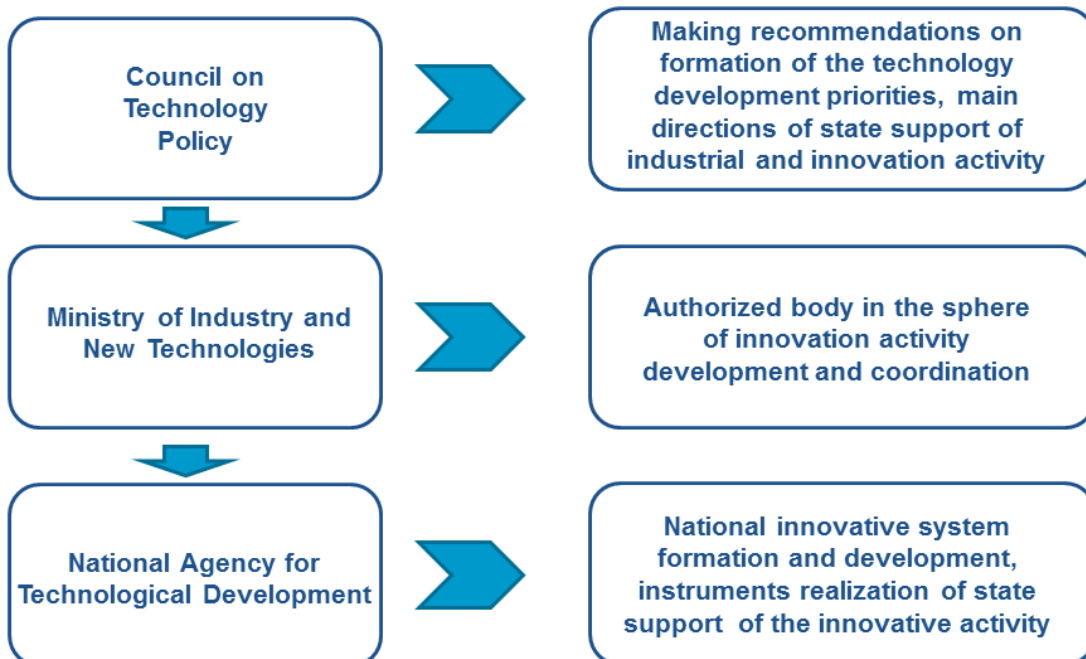 Council on
Technology
Policy
Making recommendations on
formation of the technology
development priorities, main
directions of state support of
industrial and innovation activity
Ministry of Industry and
New Technologies
Authorized body in the sphere
of innovation activity
development and coordination
National Agency for
Technological Development
National innovative system
formation and development,
instruments realization of state
support of the innovative activity